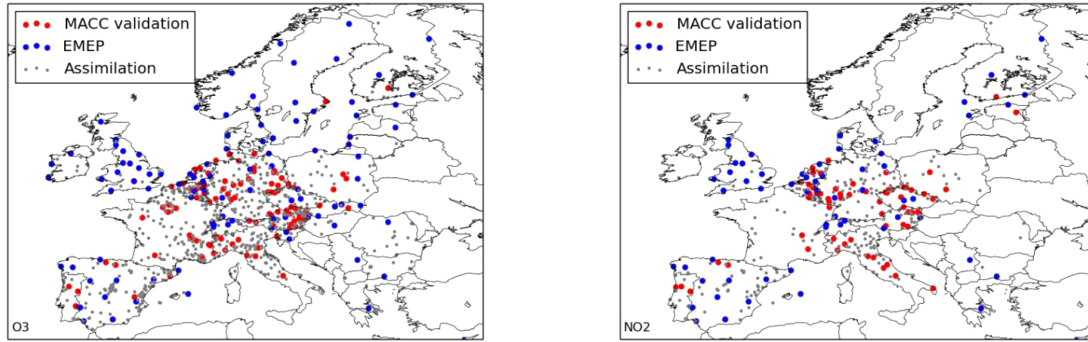 MACC validation
EMEP
Assimilation
O3
MACC validation
EMEP
Assimilation
NO2